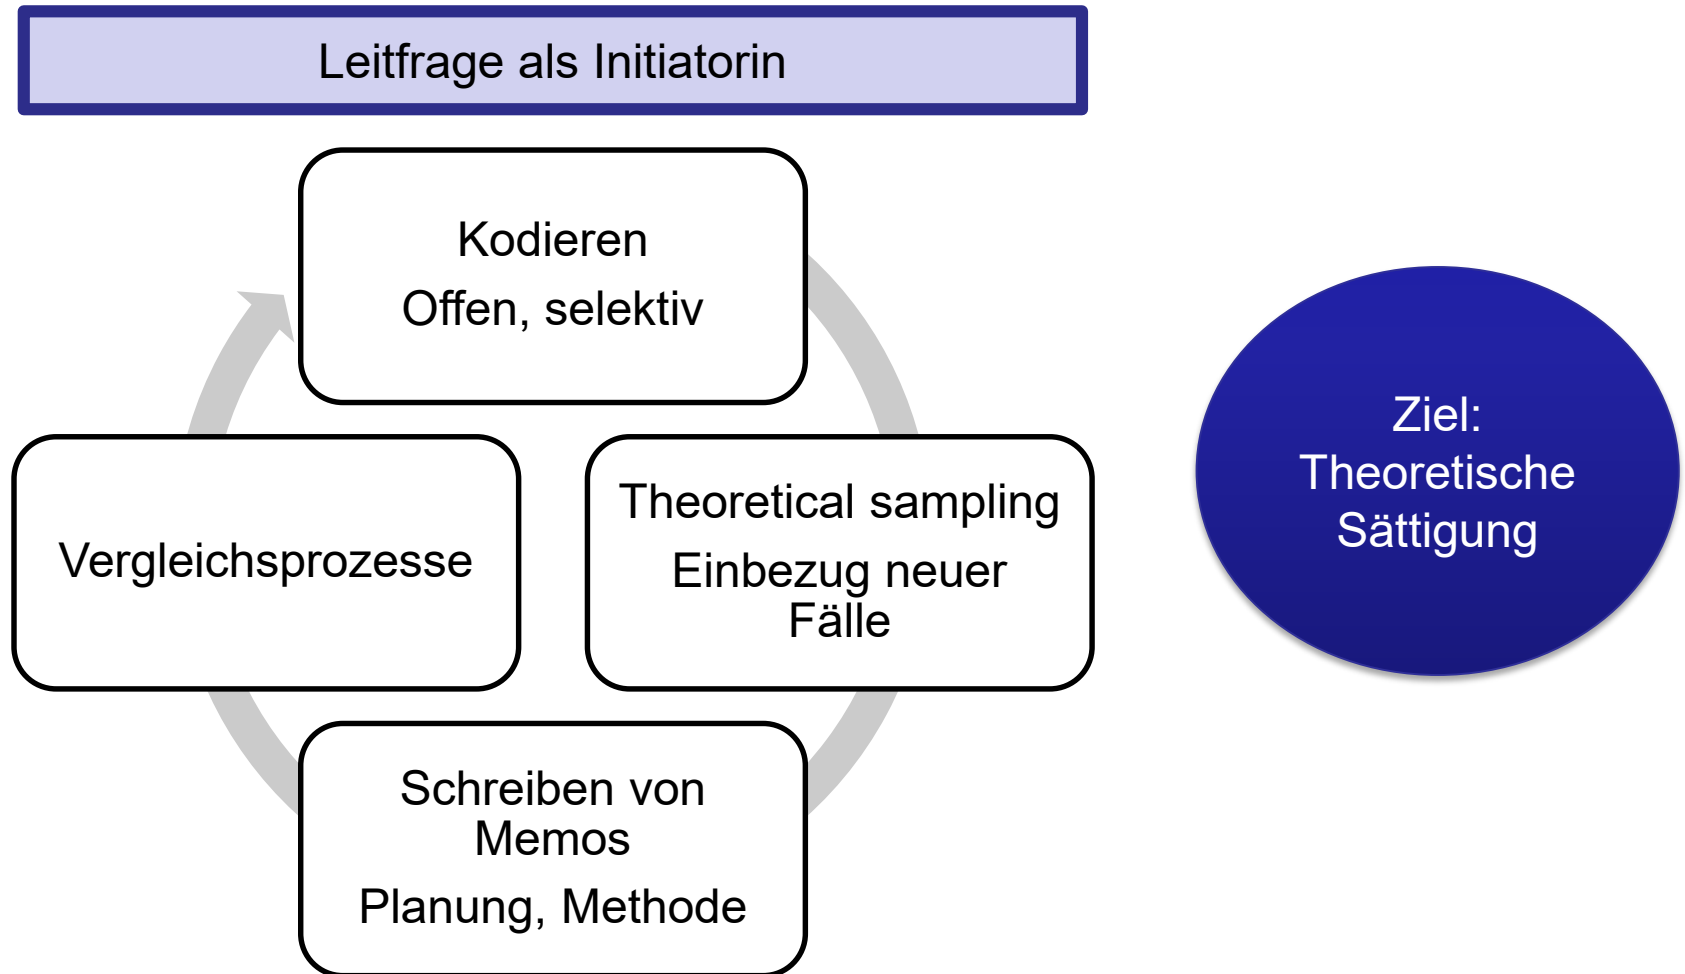 Leitfrage als Initiatorin
Kodieren
Offen, selektiv
Theoretical sampling
Einbezug neuer
Fälle
Schreiben von
Memos
Planung, Methode
Vergleichsprozesse
Ziel:
Theoretische
Sättigung